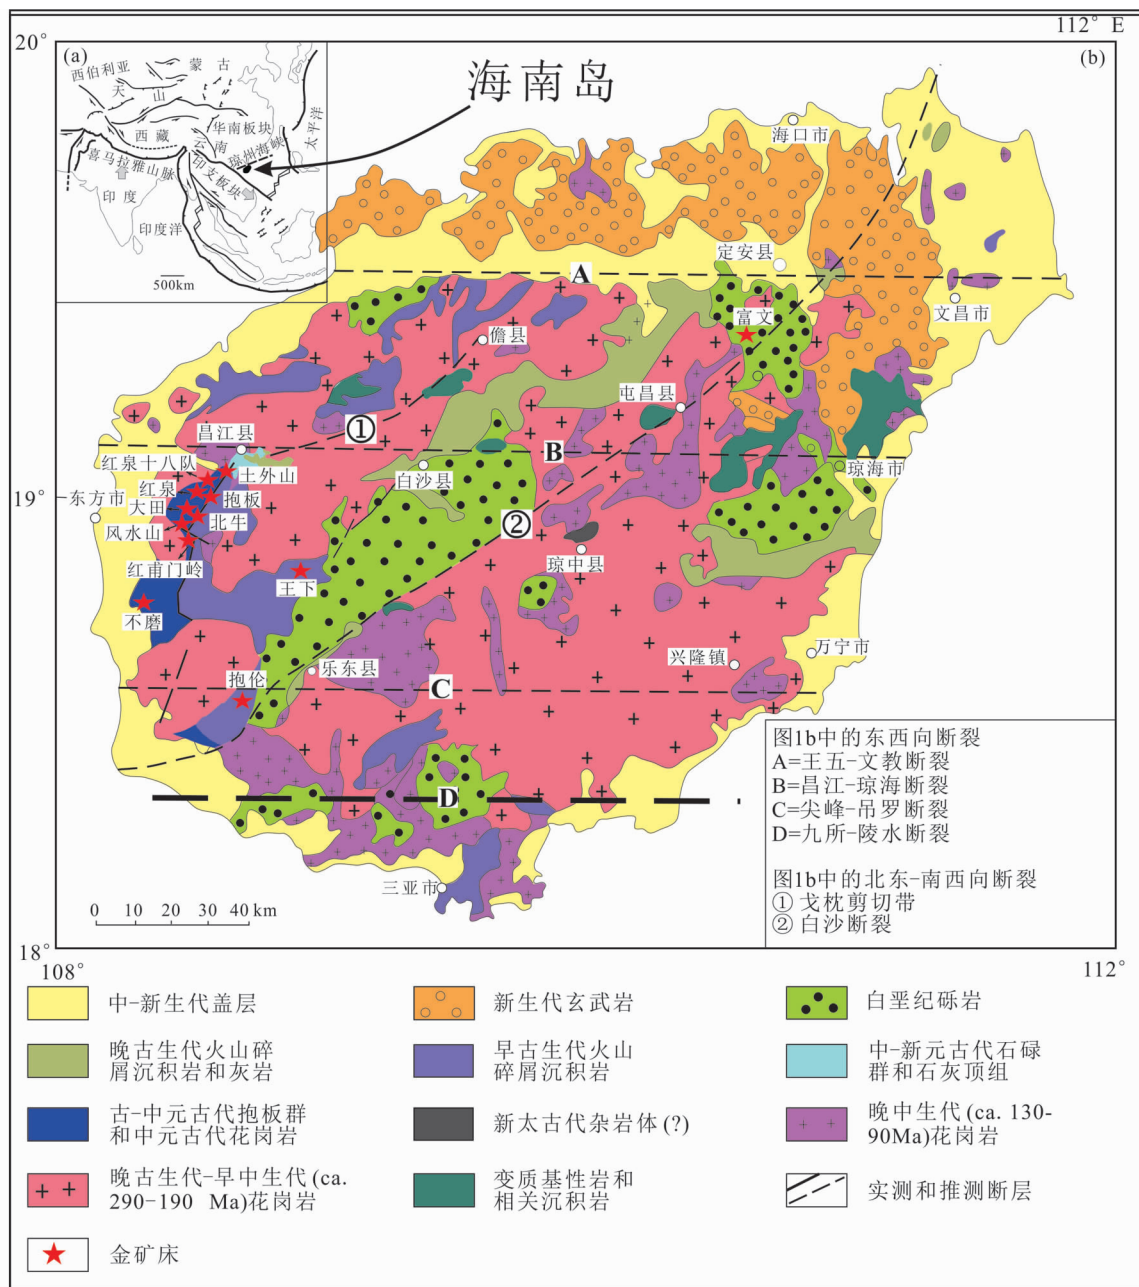 112° E
20°
(a)
(b)
西伯利亚
蒙古
天山
西藏
华南板块
云南
琼州海峡
太平洋
喜马拉雅山脉
印支板块
印度
印度洋
500km
海南岛
海口市
定安县
A
富文
文昌市
儋县
屯昌县
①
昌江县
B
红泉十八队
土外山
琼海市
19°
红泉
白沙县
东方市
抱板
大田
北牛
②
风水山
琼中县
红甫门岭
王下
不磨
万宁市
乐东县
兴隆镇
抱伦
C
D
三亚市
0 10 20 30 40 km
图1b中的东西向断裂
A=王五-文教断裂
B=昌江-琼海断裂
C=尖峰-吊罗断裂
D=九所-陵水断裂
图1b中的北东-南西向断裂
① 戈枕剪切带
② 白沙断裂
18°
108°
112°
中-新生代盖层
新生代玄武岩
白垩纪砾岩
晚古生代火山碎
屑沉积岩和灰岩
早古生代火山
碎屑沉积岩
中-新元古代石碌
群和石灰顶组
古-中元古代抱板群
和中元古代花岗岩
新太古代杂岩体(?)
晚中生代(ca. 130-
90Ma)花岗岩
晚古生代-早中生代(ca.
290-190 Ma)花岗岩
变质基性岩和
相关沉积岩
实测和推测断层
金矿床